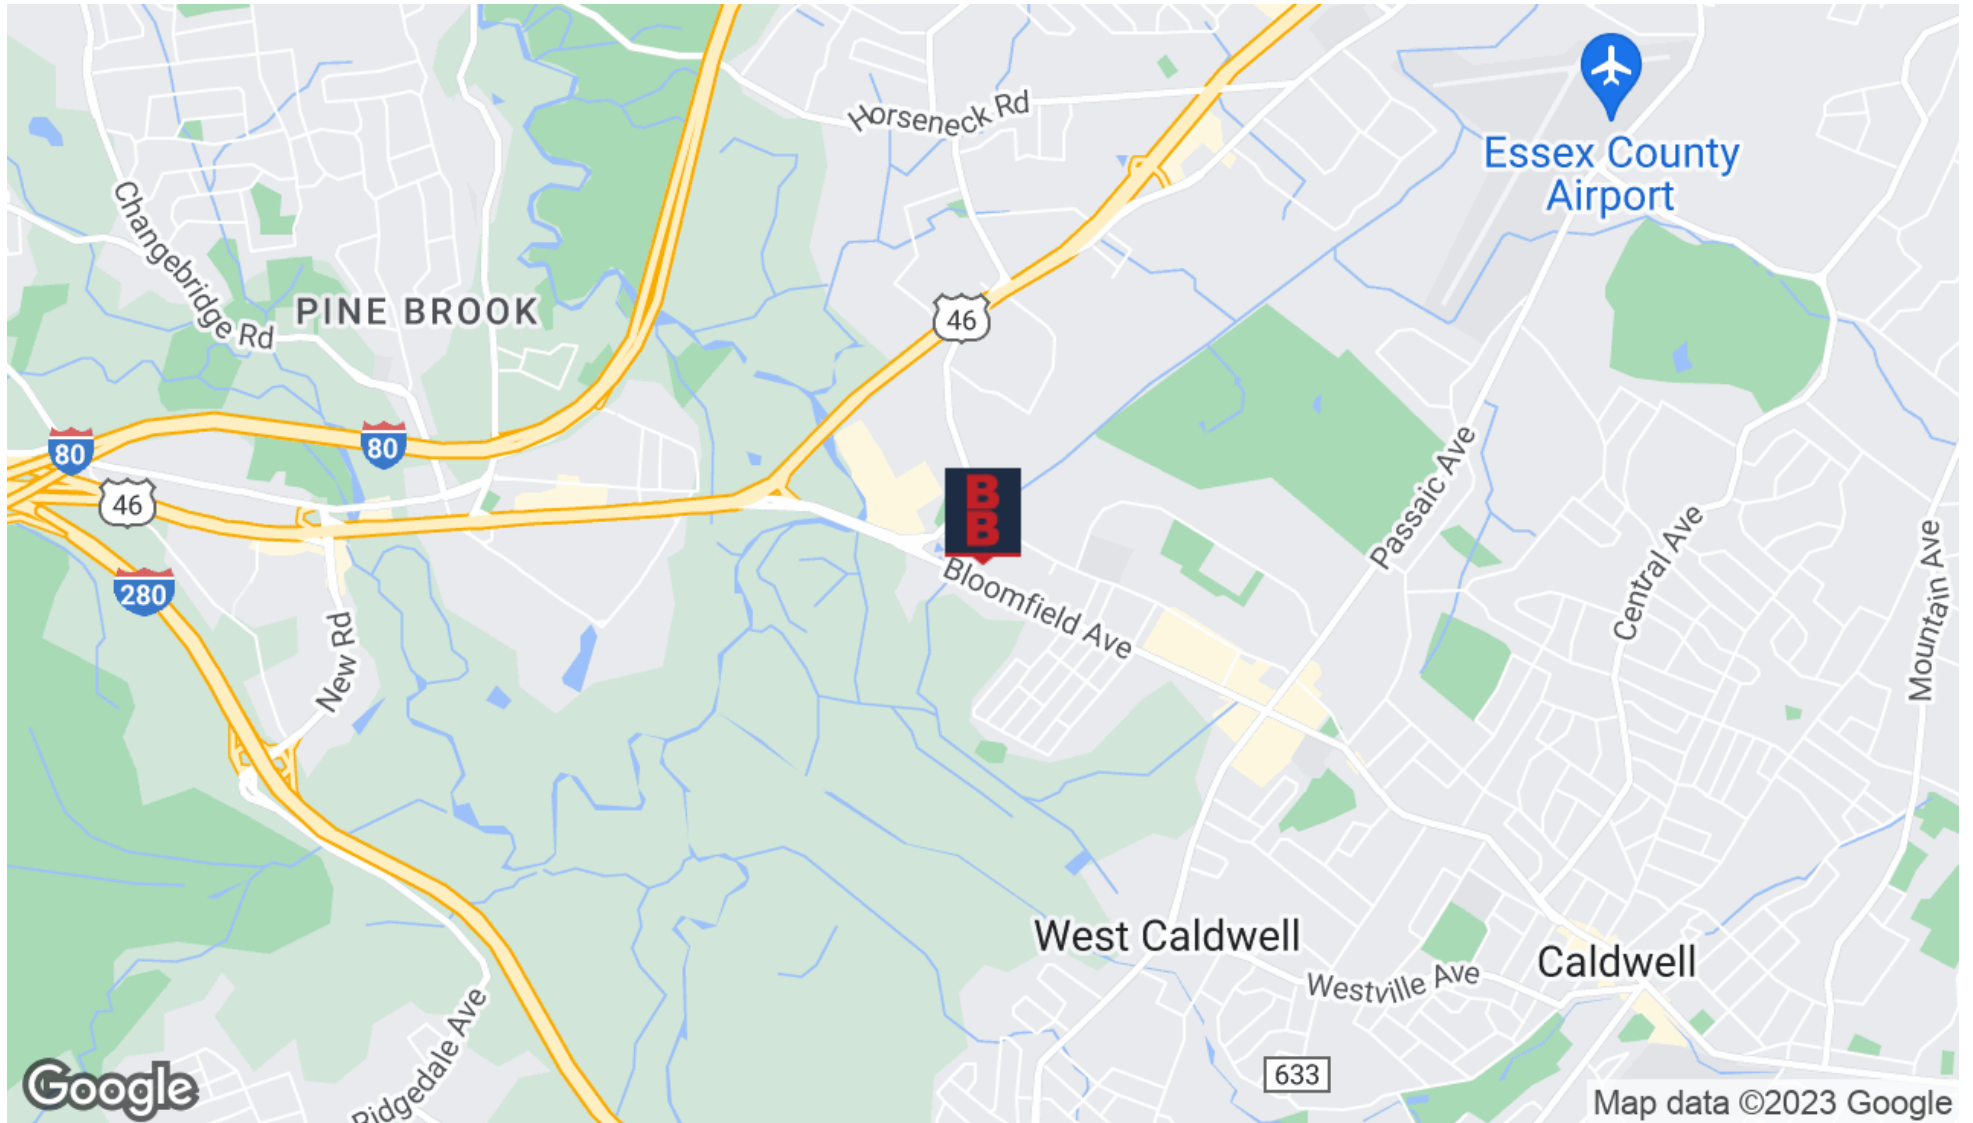 Horseneck Rd
Essex County
Airport
Changebridge Rd
PINE BROOK
46
80
80
46
B
B
Passaic Ave
Central Ave
Mountain Ave
280
Bloomfield Ave
New Rd
West Caldwell
Caldwell
Westville Ave
Ridgedale Ave
633
Google
Map data ©2023 Google